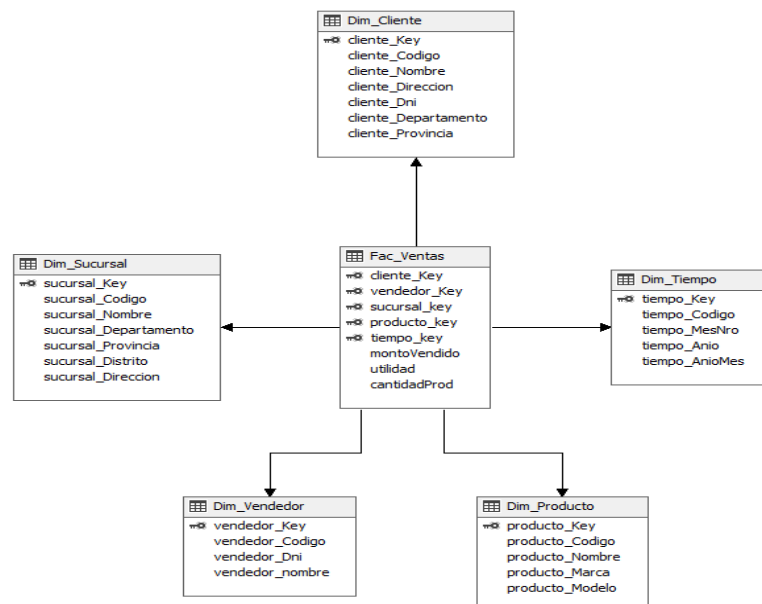 Dim_Cliente
cliente_Key
cliente_Codigo
cliente_Nombre
cliente_Direccion
cliente_Dni
cliente_Departamento
cliente_Provincia
Dim_Sucursal
sucursal_Key
sucursal_Codigo
sucursal_Nombre
sucursal_Departamento
sucursal_Provincia
sucursal_Distrito
sucursal_Direccion
Fac_Ventas
cliente_Key
vendedor_Key
sucursal_key
producto_key
tiempo_key
montoVendido
utilidad
cantidadProd
Dim_Tiempo
tiempo_Key
tiempo_Codigo
tiempo_MesNro
tiempo_Anio
tiempo_AnioMes
Dim_Vendedor
vendedor_Key
vendedor_Codigo
vendedor_Dni
vendedor_nombre
Dim_Producto
producto_Key
producto_Codigo
producto_Nombre
producto_Marca
producto_Modelo